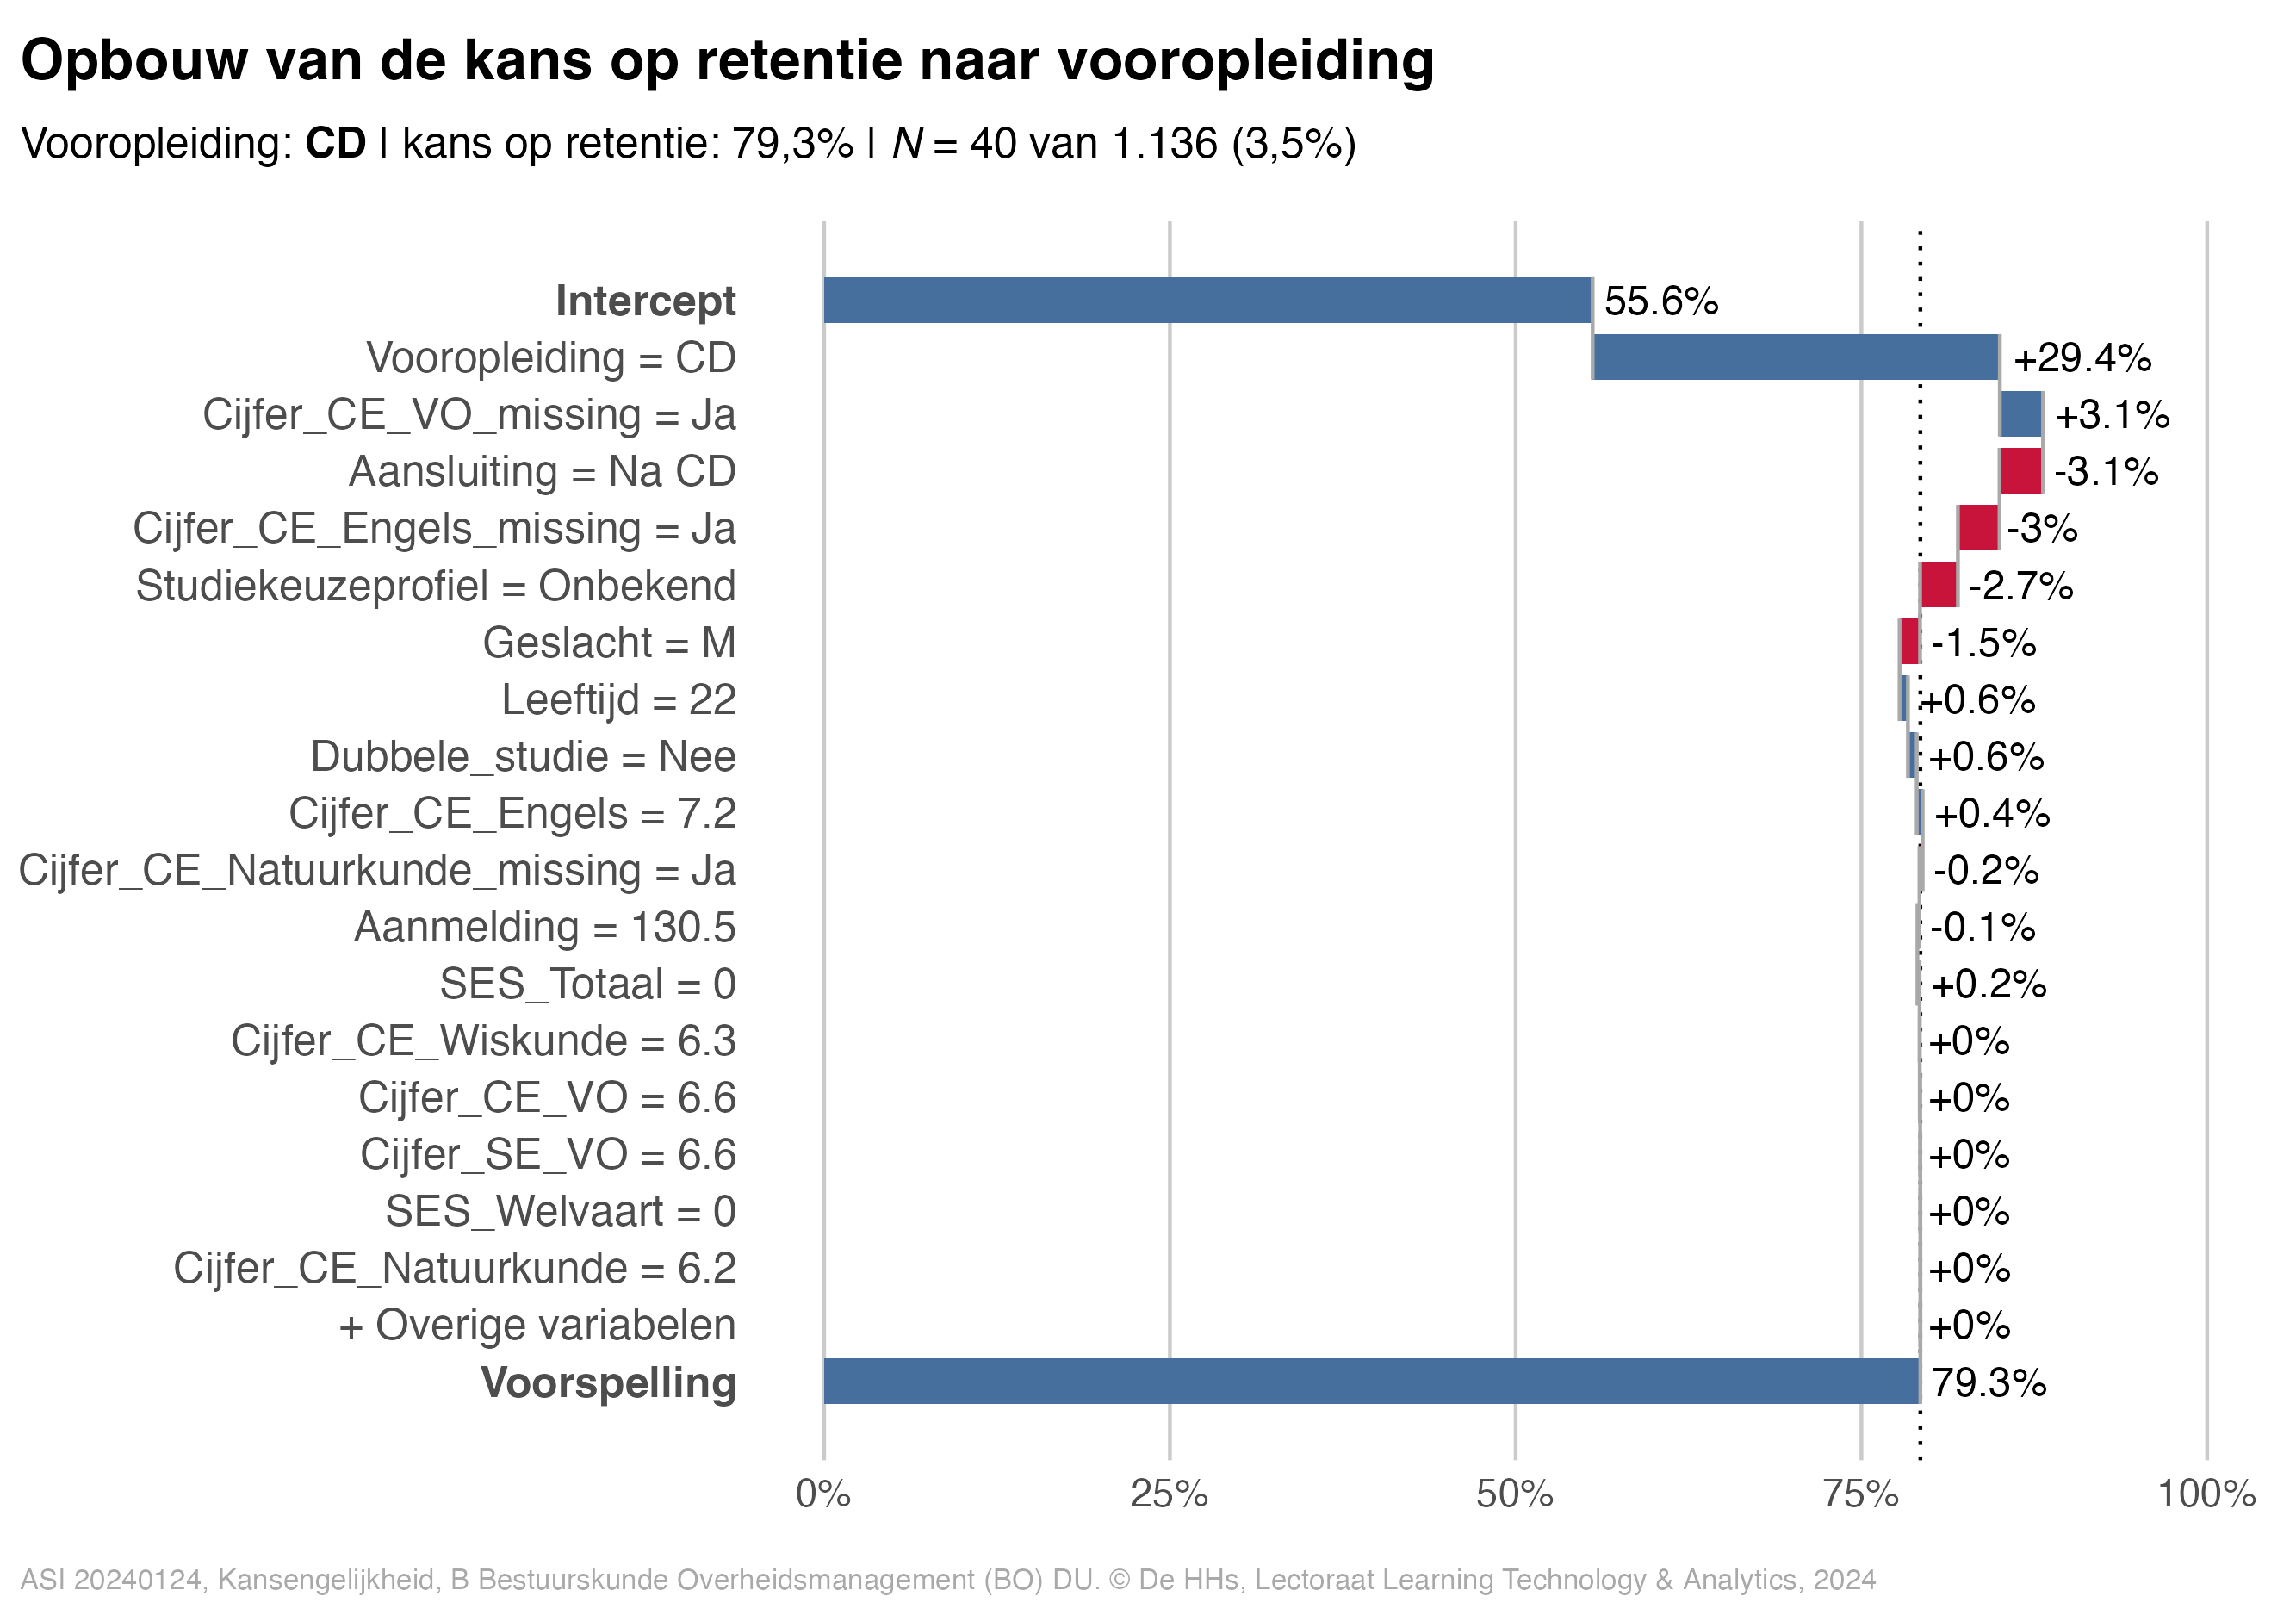 Opbouw van de kans op retentie naar vooropleiding
Vooropleiding: CD | kans op retentie: 79,3% | N = 40 van 1.136 (3,5%)
Intercept 55.6%
Vooropleiding = CD +29.4%
Cijfer_CE_VO_missing = Ja +3.1%
Aansluiting = Na CD -3.1%
Cijfer_CE_Engels_missing = Ja -3%
Studiekeuzeprofiel = Onbekend -2.7%
Geslacht = M -1.5%
Leeftijd = 22 +0.6%
Dubbele_studie = Nee +0.6%
Cijfer_CE_Engels = 7.2 +0.4%
Cijfer_CE_Natuurkunde_missing = Ja -0.2%
Aanmelding = 130.5 -0.1%
SES_Totaal = 0 +0.2%
Cijfer_CE_Wiskunde = 6.3 +0%
Cijfer_CE_VO = 6.6 +0%
Cijfer_SE_VO = 6.6 +0%
SES_Welvaart = 0 +0%
Cijfer_CE_Natuurkunde = 6.2 +0%
+ Overige variabelen +0%
Voorspelling 79.3%
0% 25% 50% 75% 100%
ASI 20240124, Kansengelijkheid, B Bestuurskunde Overheidsmanagement (BO) DU. © De HHs, Lectoraat Learning Technology & Analytics, 2024